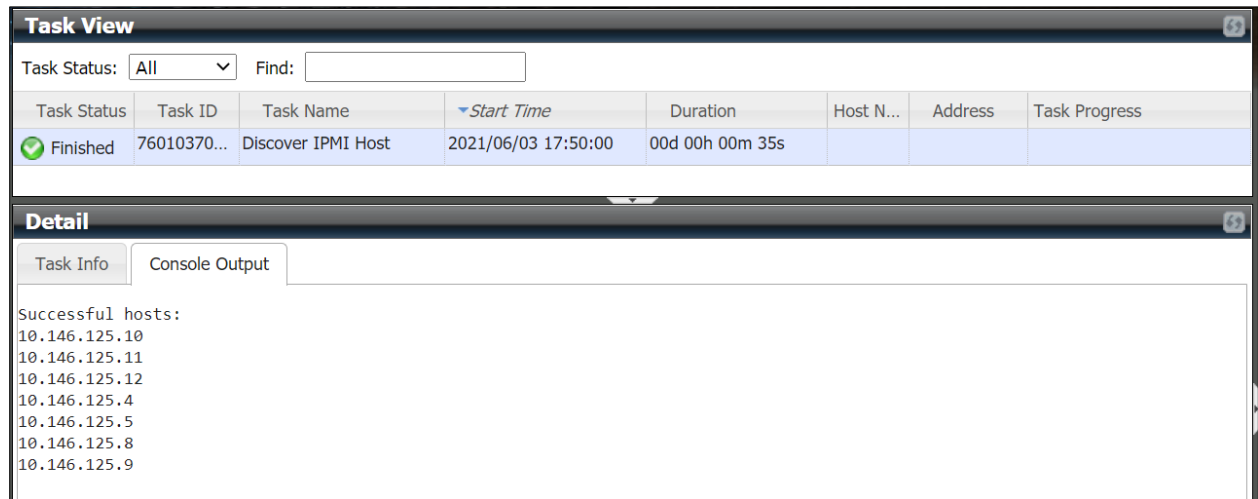 Task View
Task Status: All Find:
Task Status Task ID Task Name Start Time Duration Host N... Address Task Progress
Finished 76010370... Discover IPMI Host 2021/06/03 17:50:00 00d 00h 00m 35s
Detail
Task Info Console Output
Successful hosts:
10.146.125.10
10.146.125.11
10.146.125.12
10.146.125.4
10.146.125.5
10.146.125.8
10.146.125.9